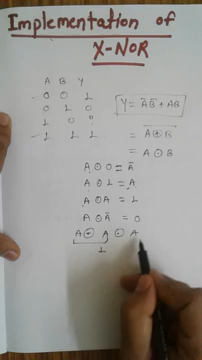 Implementation of
X-NOR
A B Y
0 0 1
0 1 0
1 0 0
1 1 1
Y = A̅B̅ + AB
= \overline{A⊕B}
= A⊙B
A⊙0 = A̅
A⊙1 = A
A⊙A = 1
A⊙A̅ = 0
A⊙A⊙A
1